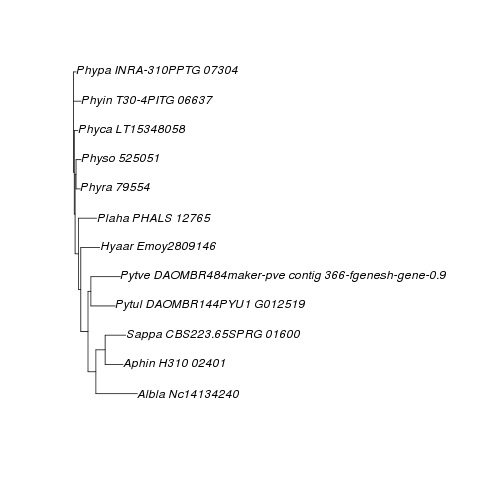 Phypa INRA-310PPTG 07304
Phyin T30-4PITG 06637
Phyca LT15348058
Physo 525051
Phyra 79554
Plaha PHALS 12765
Hyaar Emoy2809146
Pytve DAOMBR484maker-pve contig 366-fgenesh-gene-0.9
Pytul DAOMBR144PYU1 G012519
Sappa CBS223.65SPRG 01600
Aphin H310 02401
Albla Nc14134240